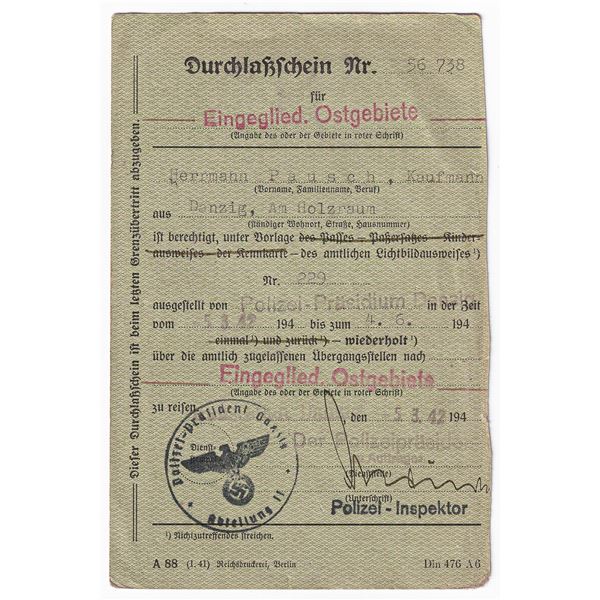 Durchlaßschein Nr. 56 738
für
Eingeglied. Ostgebiete
(Angabe des oder der Gebiete in roter Schrift)
Herrmann Pausch, Kaufmann
(Vorname, Familienname, Beruf)
aus Danzig, Am Holzraum
(ständiger Wohnort, Straße, Hausnummer)
ist berechtigt, unter Vorlage des Passes – Paßersatzes – Kinder-
ausweises – der Kennkarte – des amtlichen Lichtbildausweises ¹)
Nr. 229
ausgestellt von Polizei-Präsidium Danzig in der Zeit
vom -5.3.42 194 bis zum 4.6. 194
einmal ¹) und zurück ¹) – wiederholt ¹)
über die amtlich zugelassenen Übergangsstellen nach
Eingeglied. Ostgebiete
(Angabe des oder der Gebiete in roter Schrift)
zu reisen.
, den -5.3.42 194
Der Polizeipräsident
Dienst-
(Dienststelle)
(Unterschrift)
Polizei - Inspektor
Polizei-Präsident Danzig
Abteilung II
¹) Nichtzutreffendes streichen.
A 88 (I. 41) Reichsdruckerei, Berlin Din 476 A 6
Dieser Durchlaßschein ist beim letzten Grenzübertritt abzugeben.